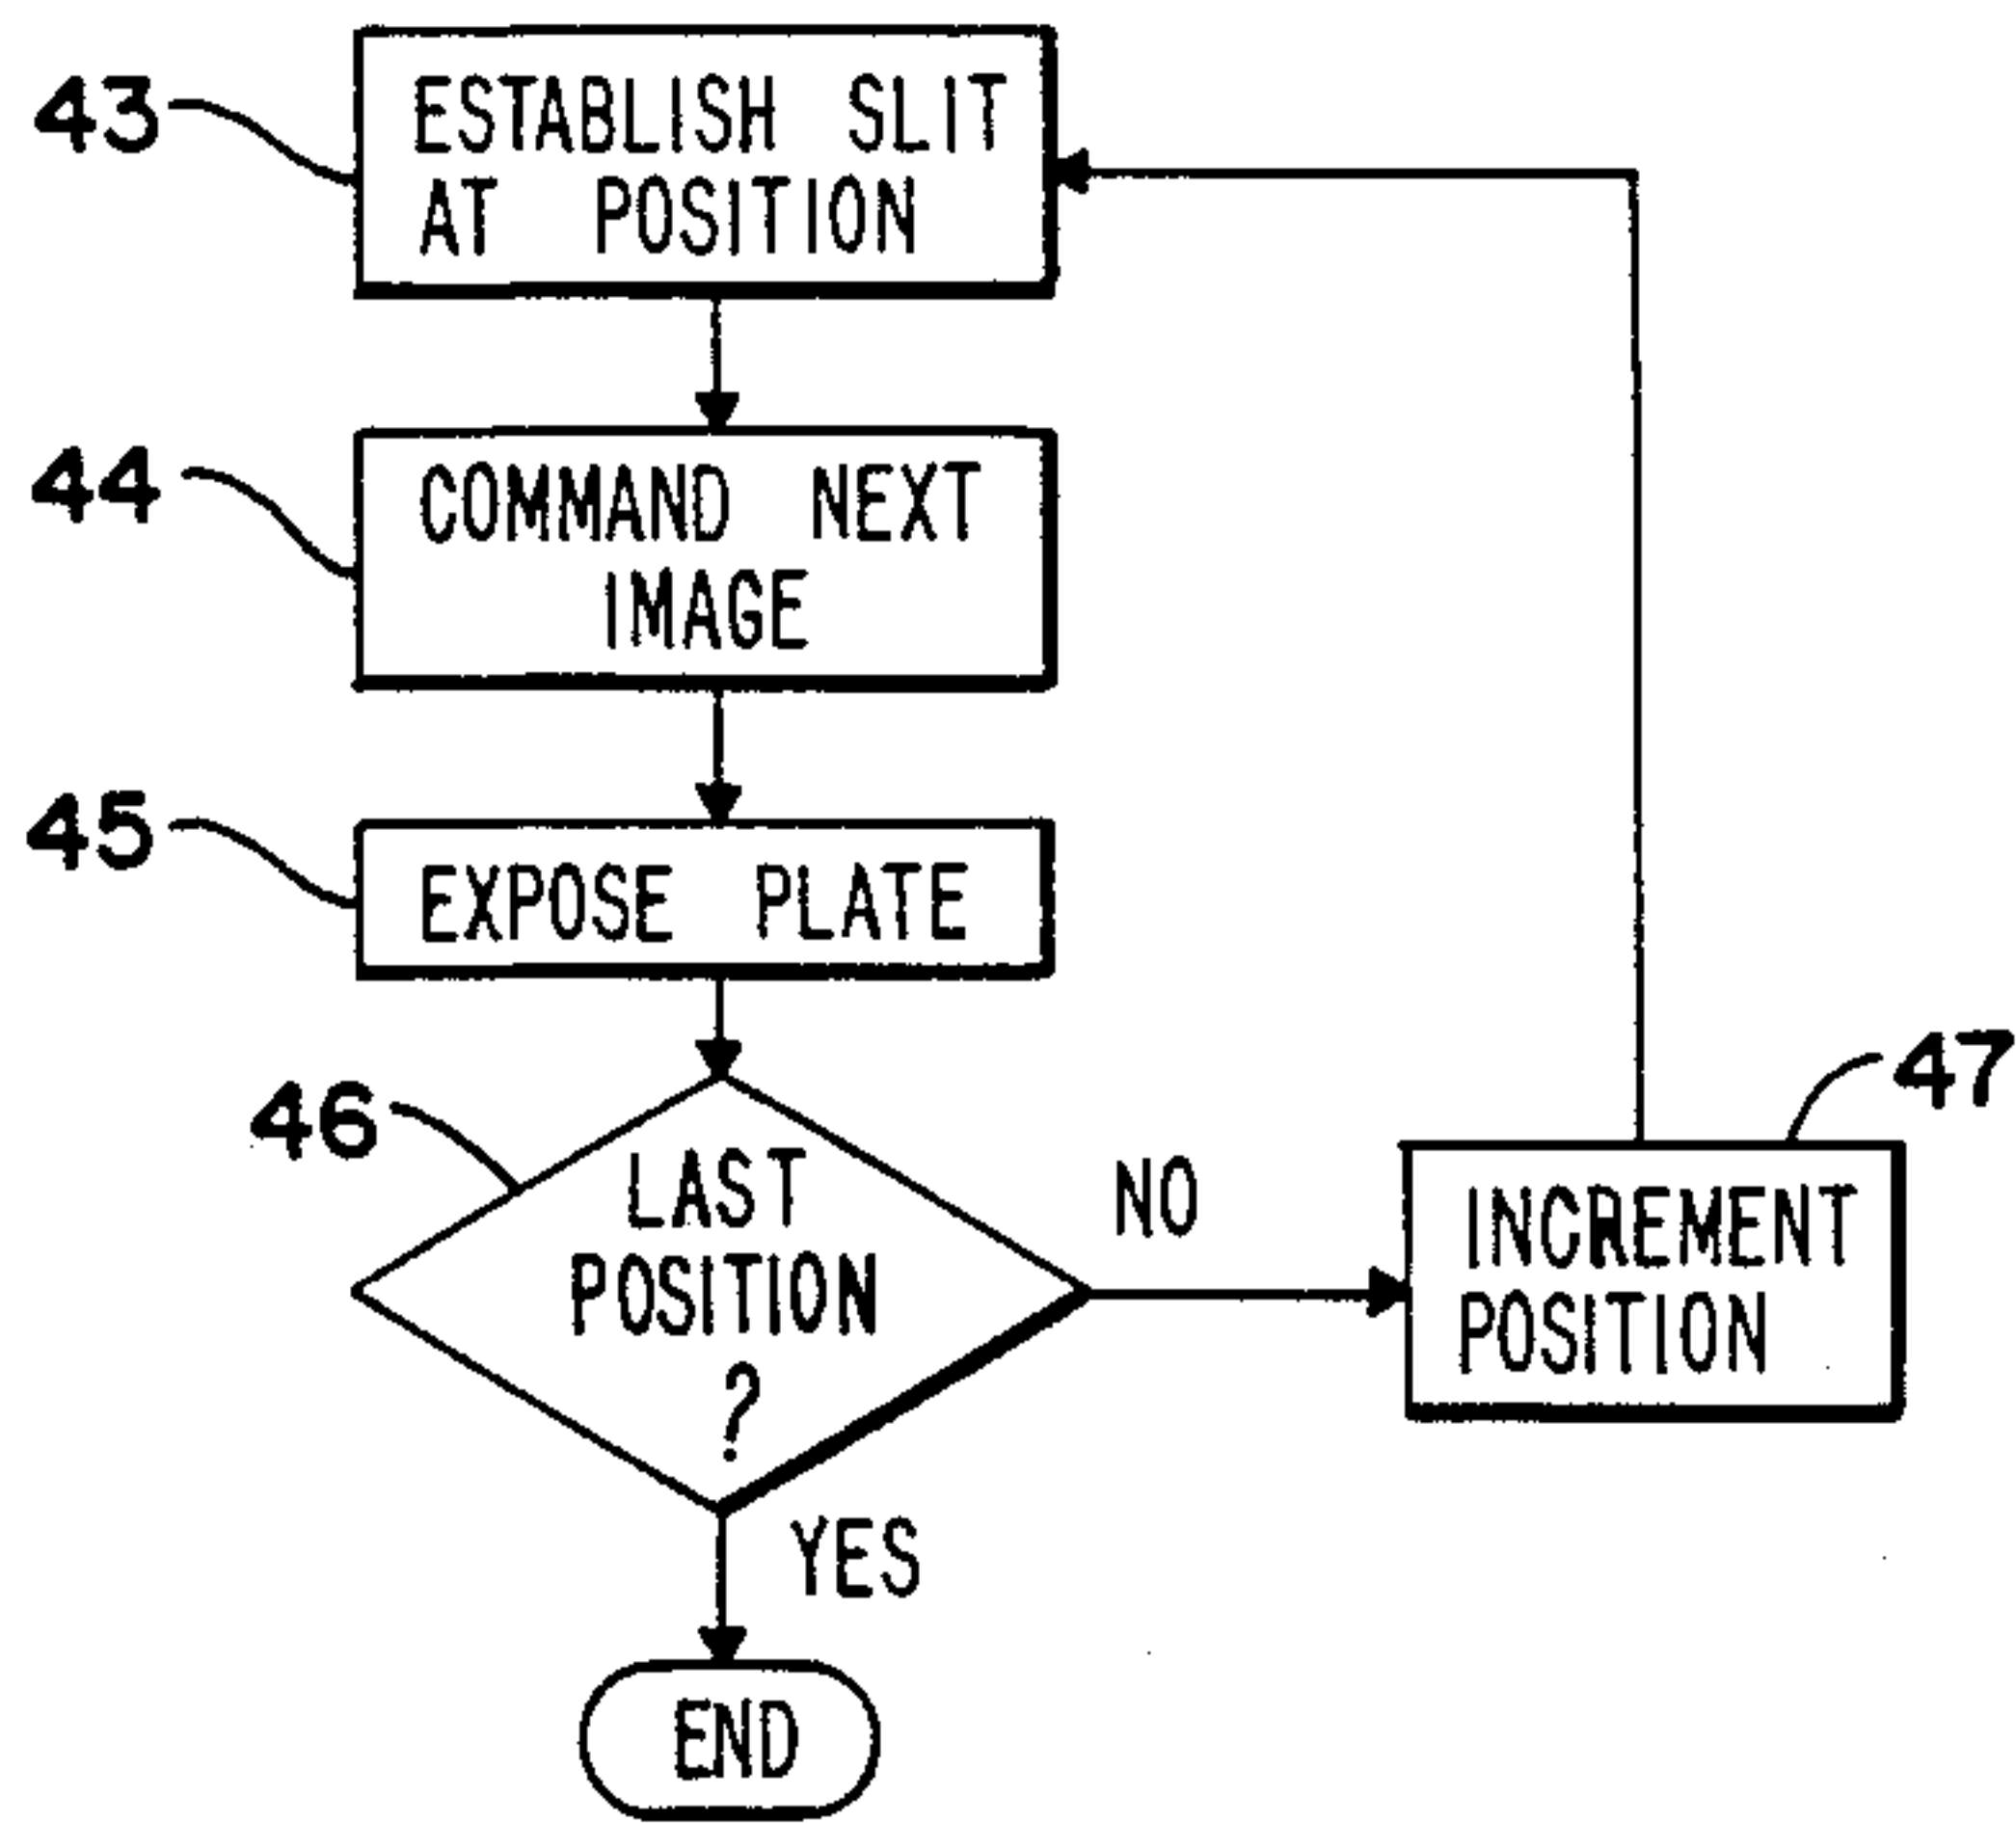 43
ESTABLISH SLIT
AT POSITION
44
COMMAND NEXT
IMAGE
45
EXPOSE PLATE
46
LAST
POSITION
?
NO
47
INCREMENT
POSITION
YES
END